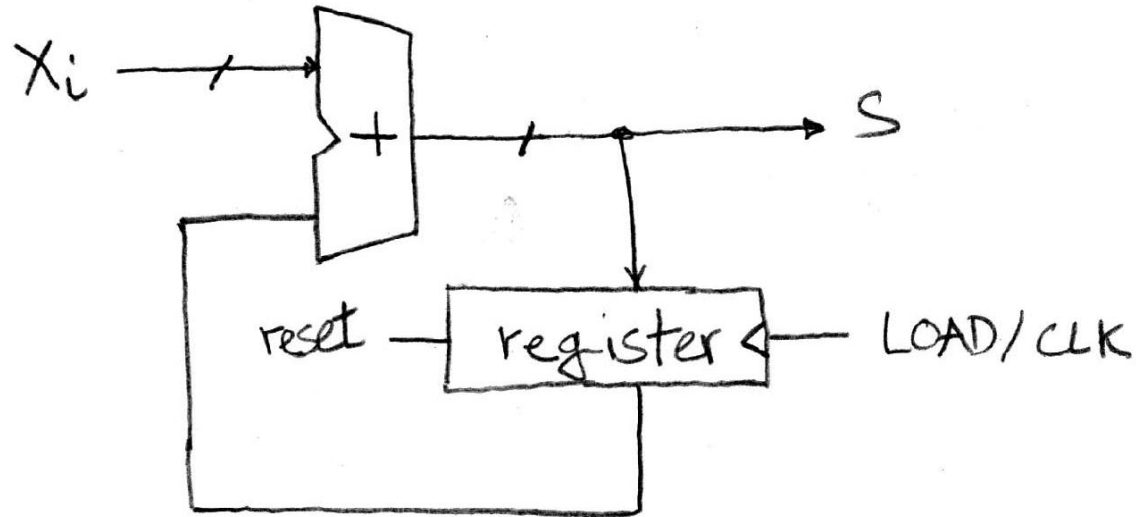 Xi
+
S
reset
register
LOAD/CLK